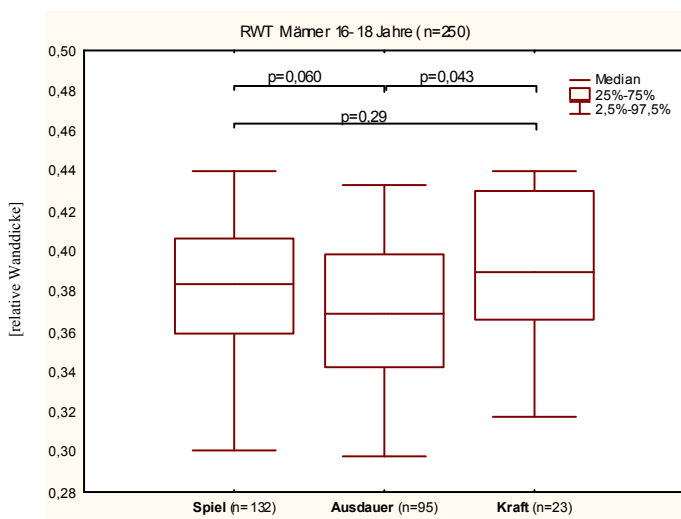 RWT Männer 16-18 Jahre (n=250)
0,50
0,48
0,46
0,44
0,42
0,40
0,38
0,36
0,34
0,32
0,30
0,28
[relative Wanddicke]
p=0,060
p=0,043
p=0,29
Median
25%-75%
2,5%-97,5%
Spiel (n=132)
Ausdauer (n=95)
Kraft (n=23)